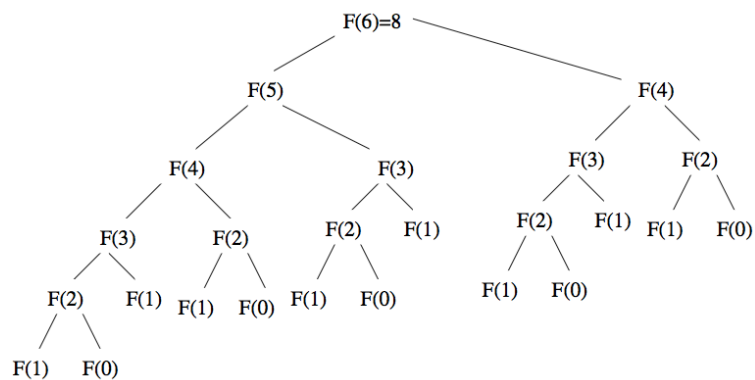 F(6)=8
F(5) F(4)
F(4) F(3) F(3) F(2)
F(3) F(2) F(2) F(1) F(2) F(1) F(1) F(0)
F(2) F(1) F(1) F(0) F(1) F(0) F(1) F(0)
F(1) F(0)